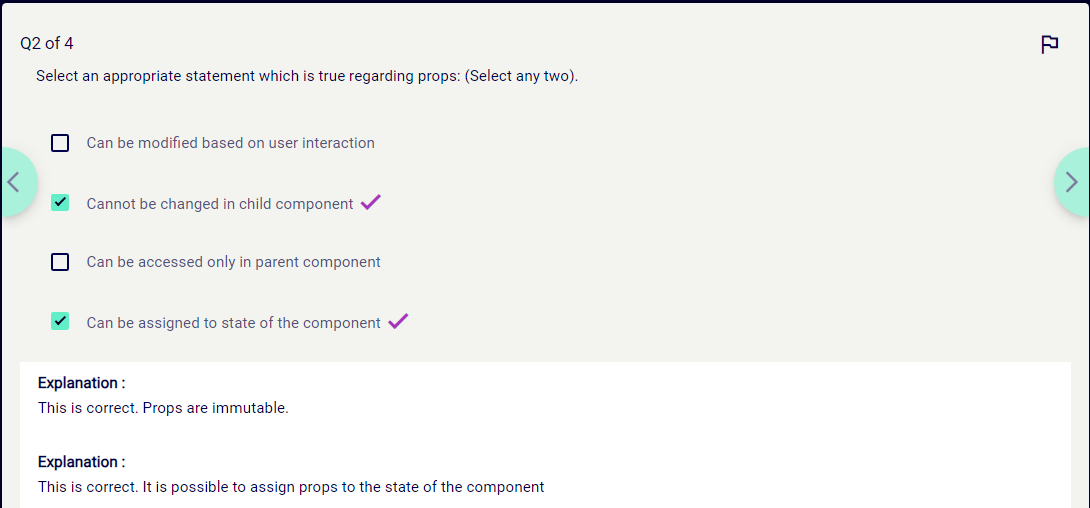 Q2 of 4
Select an appropriate statement which is true regarding props: (Select any two).
Can be modified based on user interaction
Cannot be changed in child component
Can be accessed only in parent component
Can be assigned to state of the component
Explanation :
This is correct. Props are immutable.
Explanation :
This is correct. It is possible to assign props to the state of the component